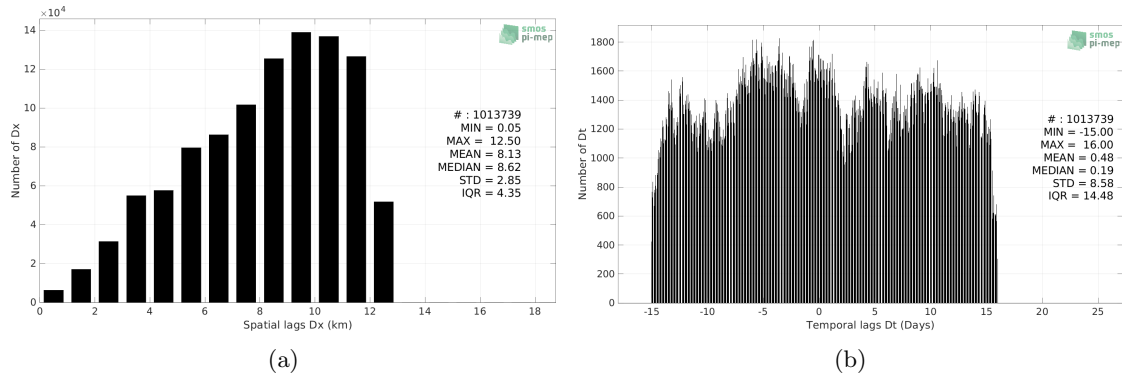 ×10⁴
14
12
10
8
6
4
2
0
0 2 4 6 8 10 12 14 16 18
Number of Dx
Spatial lags Dx (km)
smos
pi-mep
# : 1013739
MIN = 0.05
MAX = 12.50
MEAN = 8.13
MEDIAN = 8.62
STD = 2.85
IQR = 4.35
(a)
1800
1600
1400
1200
1000
800
600
400
200
0
-15 -10 -5 0 5 10 15 20 25
Number of Dt
Temporal lags Dt (Days)
smos
pi-mep
# : 1013739
MIN = -15.00
MAX = 16.00
MEAN = 0.48
MEDIAN = 0.19
STD = 8.58
IQR = 14.48
(b)